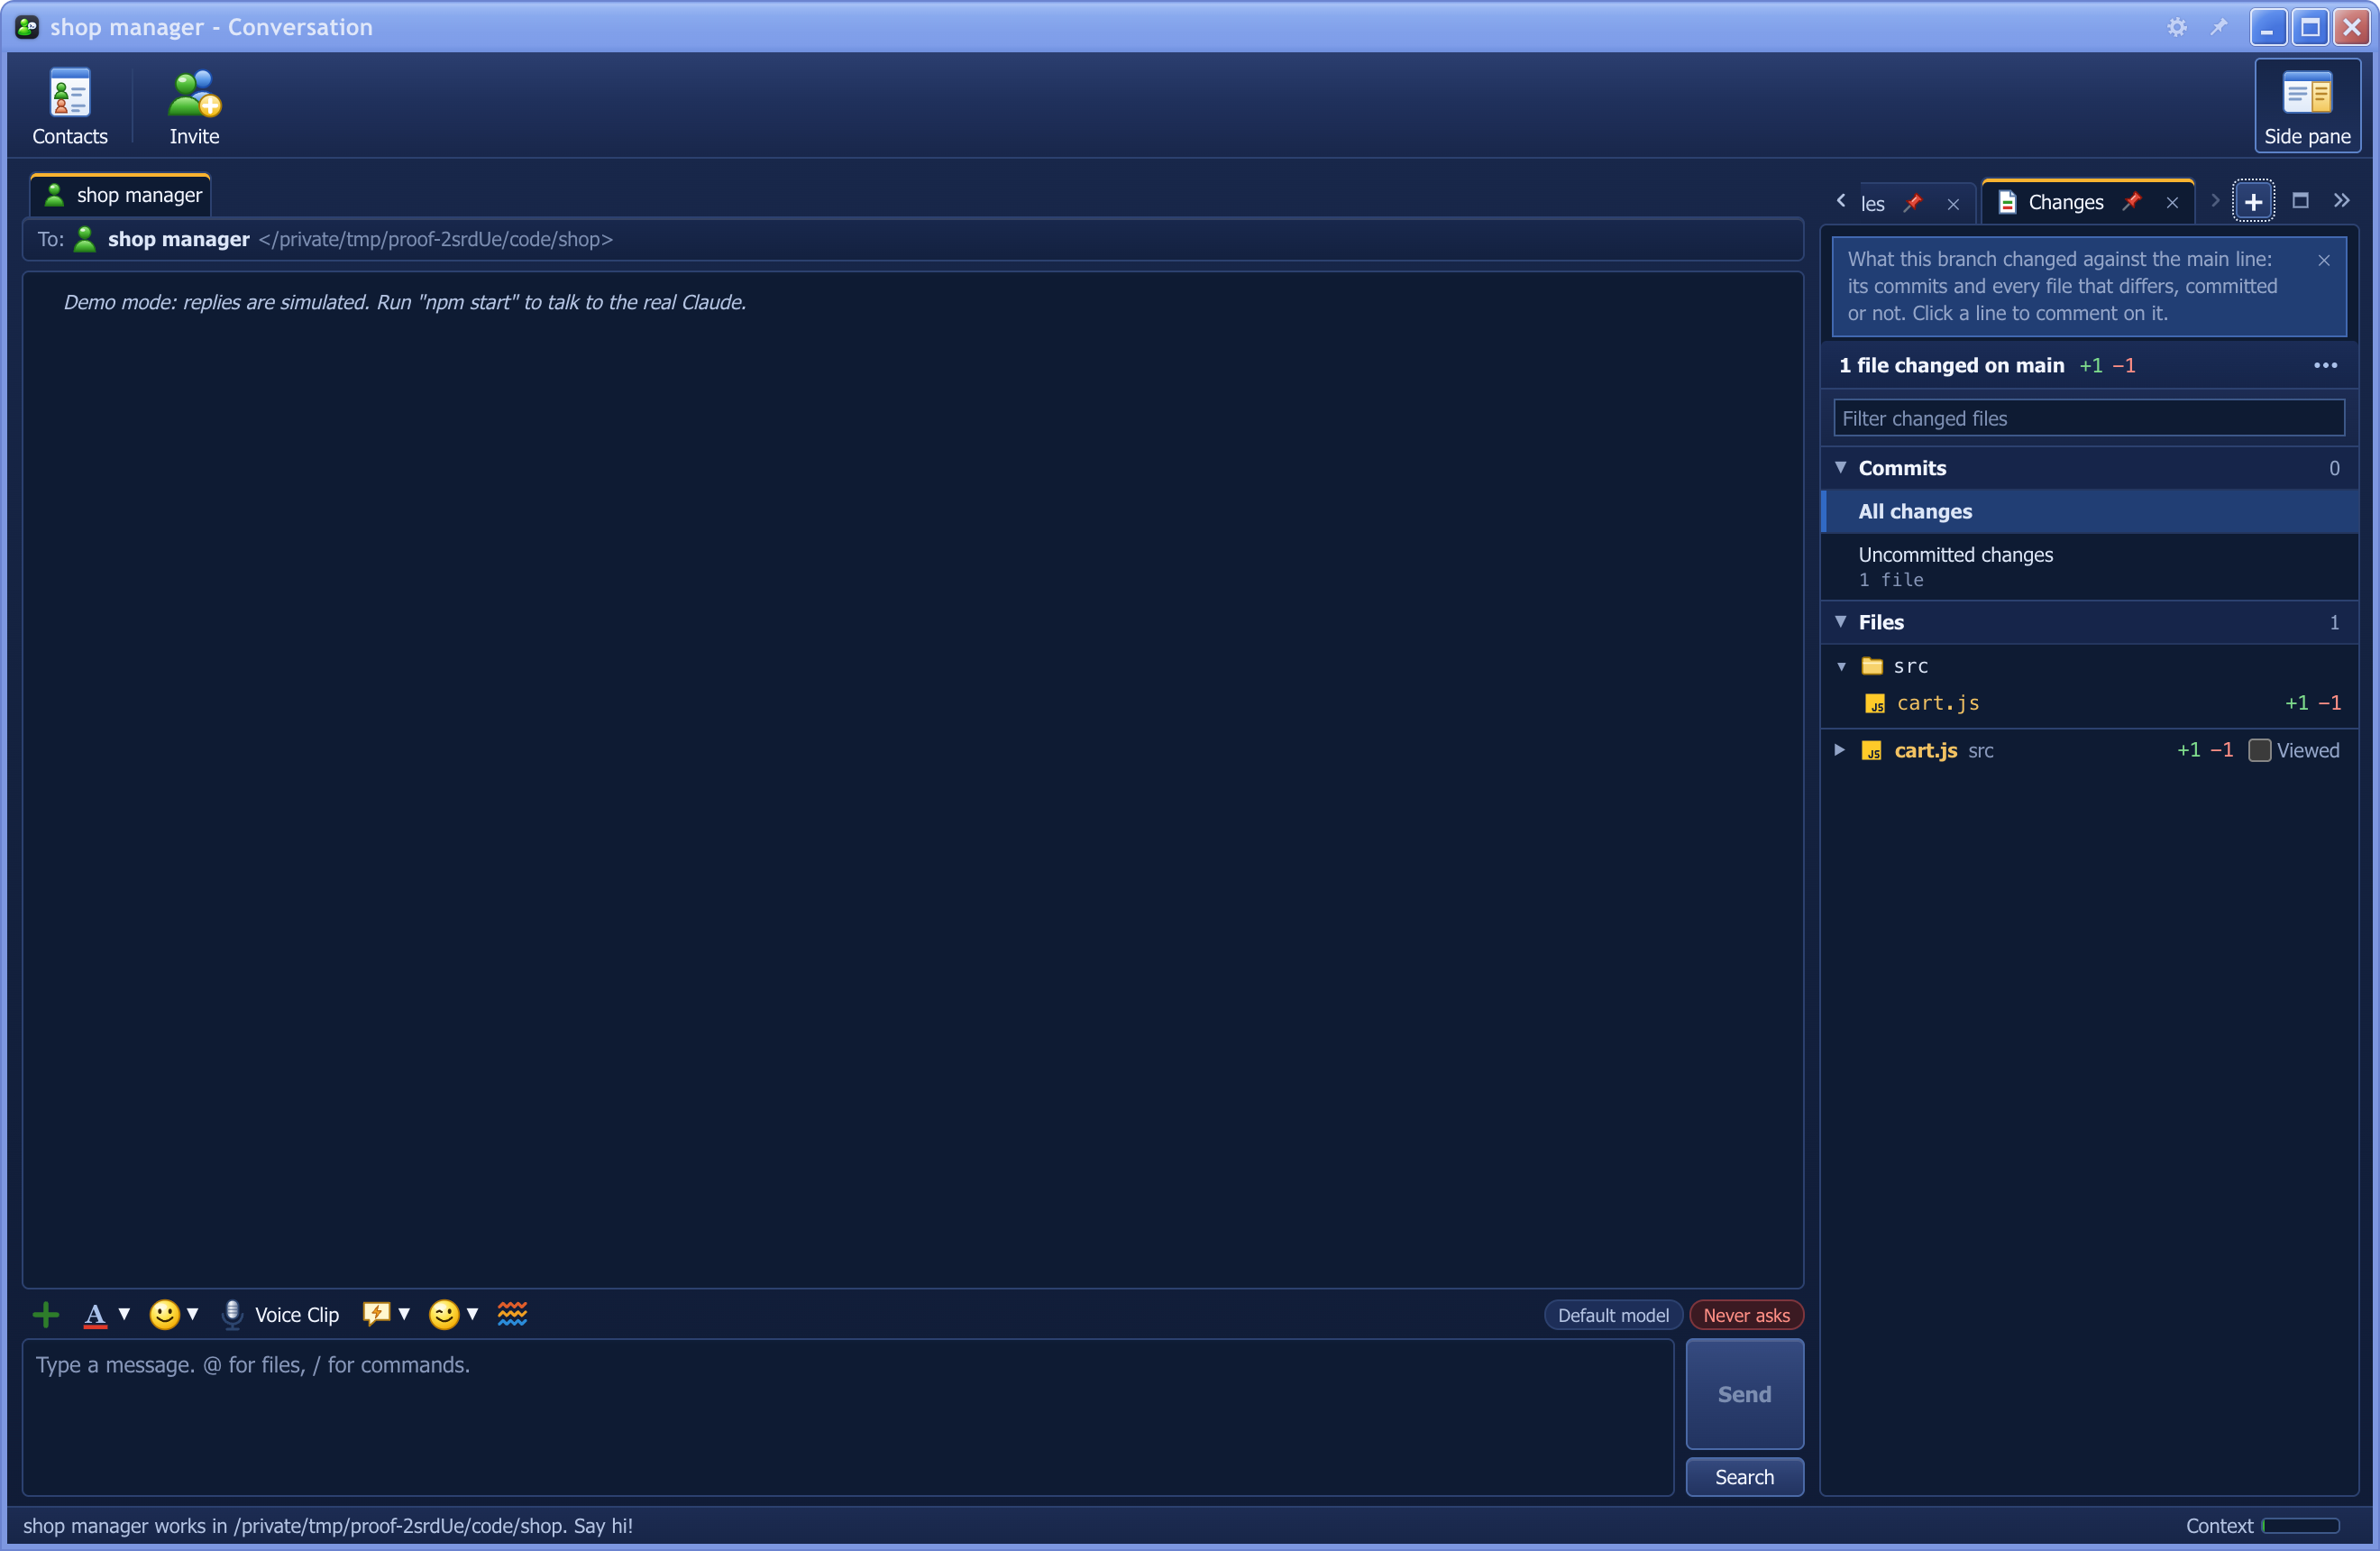 shop manager - Conversation
Contacts
Invite
Side pane
shop manager
les
Changes
To: shop manager </private/tmp/proof-2srdUe/code/shop>
What this branch changed against the main line:
its commits and every file that differs, committed
or not. Click a line to comment on it.
Demo mode: replies are simulated. Run "npm start" to talk to the real Claude.
1 file changed on main +1 −1
Filter changed files
Commits 0
All changes
Uncommitted changes
1 file
Files 1
src
JS cart.js +1 −1
JS cart.js src +1 −1 Viewed
A Voice Clip
Default model Never asks
Type a message. @ for files, / for commands.
Send
Search
shop manager works in /private/tmp/proof-2srdUe/code/shop. Say hi!
Context